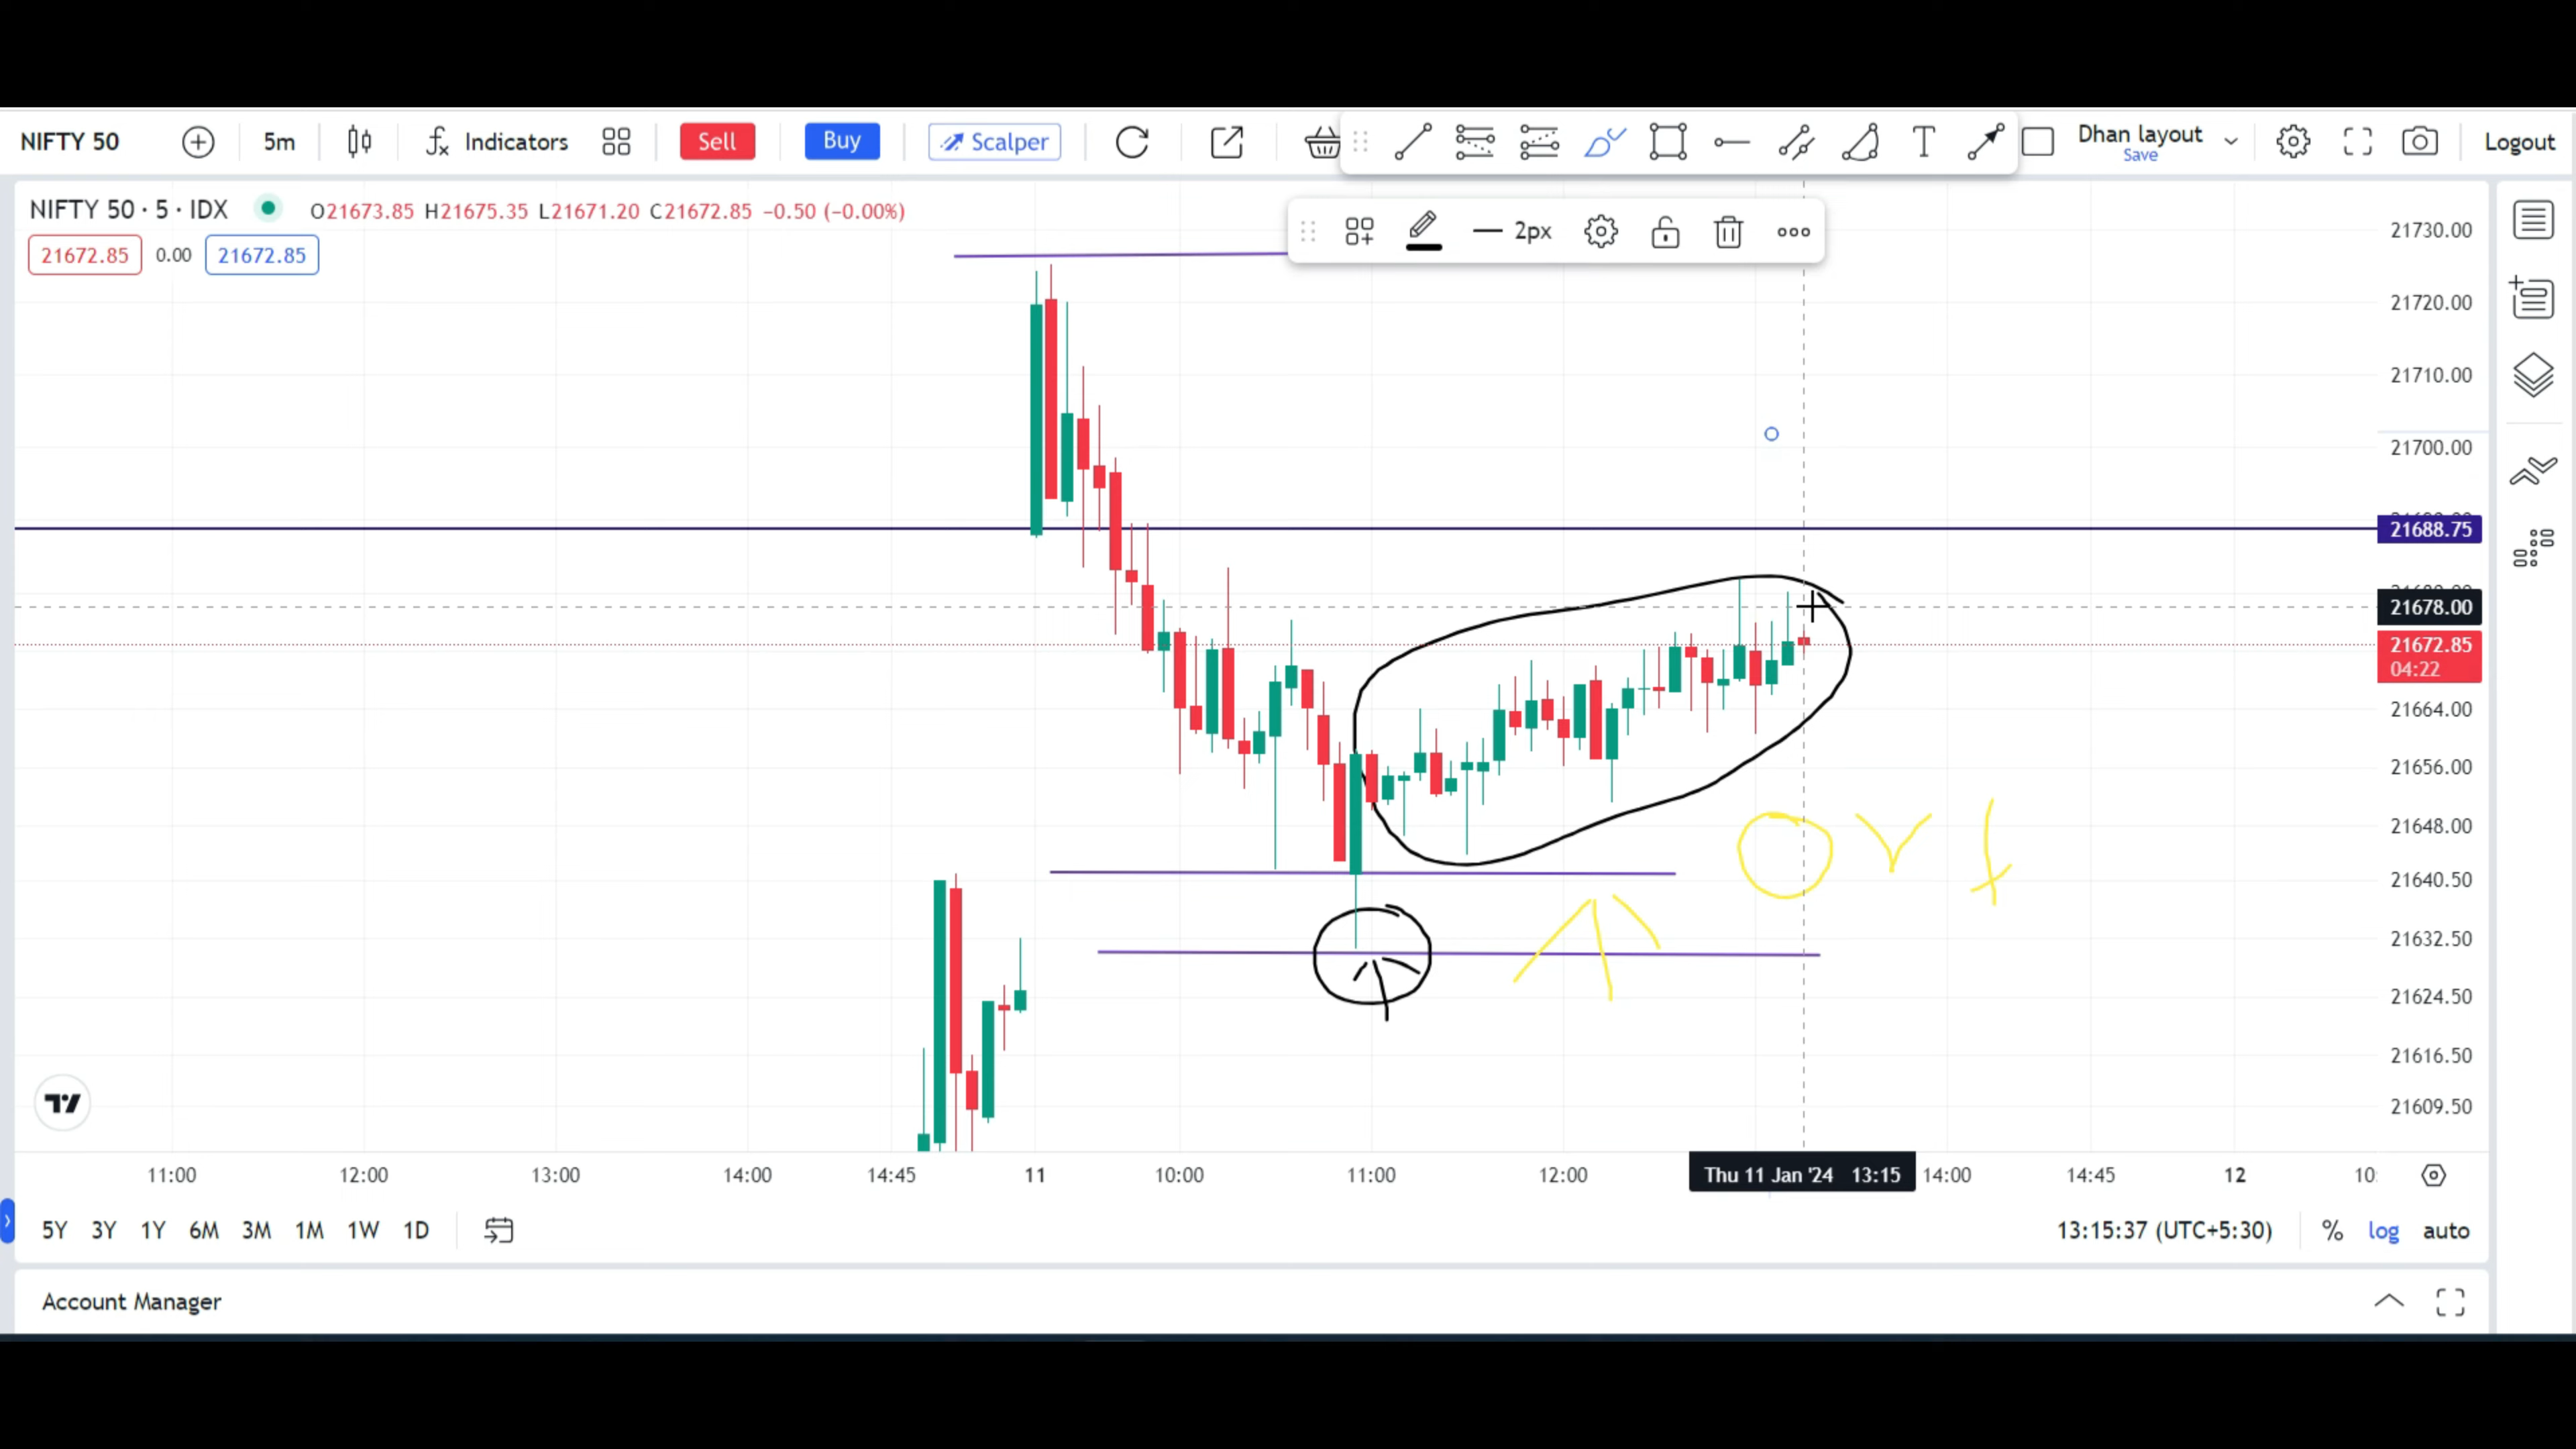 NIFTY 50 5m Indicators Sell Buy Scalper Dhan layout Save Logout
NIFTY 50 · 5 · IDX O21673.85 H21675.35 L21671.20 C21672.85 −0.50 (−0.00%)
2px
21672.85 0.00 21672.85
21730.00
21720.00
21710.00
21700.00
21688.75
21678.00
21672.85
04:22
21664.00
21656.00
21648.00
21640.50
21632.50
21624.50
21616.50
21609.50
11:00 12:00 13:00 14:00 14:45 11 10:00 11:00 12:00 Thu 11 Jan '24 13:15 14:00 14:45 12 10:
5Y 3Y 1Y 6M 3M 1M 1W 1D 13:15:37 (UTC+5:30) % log auto
Account Manager